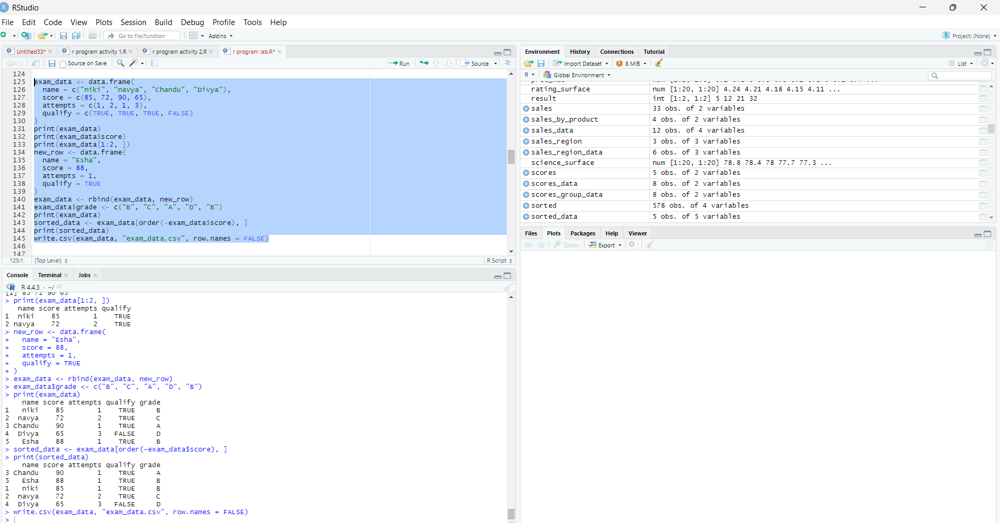 RStudio
File Edit Code View Plots Session Build Debug Profile Tools Help
Go to file/function Addins Project: (None)
Untitled33* r program activity 1.R r program activity 2.R r program lab.R*
Source on Save Run Source
124
125 exam_data <- data.frame(
126 name = c("niki", "navya", "Chandu", "Divya"),
127 score = c(85, 72, 90, 65),
128 attempts = c(1, 2, 1, 3),
129 qualify = c(TRUE, TRUE, TRUE, FALSE)
130 )
131 print(exam_data)
132 print(exam_data$score)
133 print(exam_data[1:2, ])
134 new_row <- data.frame(
135 name = "Esha",
136 score = 88,
137 attempts = 1,
138 qualify = TRUE
139 )
140 exam_data <- rbind(exam_data, new_row)
141 exam_data$grade <- c("B", "C", "A", "D", "B")
142 print(exam_data)
143 sorted_data <- exam_data[order(-exam_data$score), ]
144 print(sorted_data)
145 write.csv(exam_data, "exam_data.csv", row.names = FALSE)
146
147
125:1 (Top Level) R Script
Console Terminal Jobs
R 4.4.3 · ~/
[1] 85 72 90 65
> print(exam_data[1:2, ])
name score attempts qualify
1 niki 85 1 TRUE
2 navya 72 2 TRUE
> new_row <- data.frame(
+ name = "Esha",
+ score = 88,
+ attempts = 1,
+ qualify = TRUE
+ )
> exam_data <- rbind(exam_data, new_row)
> exam_data$grade <- c("B", "C", "A", "D", "B")
> print(exam_data)
name score attempts qualify grade
1 niki 85 1 TRUE B
2 navya 72 2 TRUE C
3 Chandu 90 1 TRUE A
4 Divya 65 3 FALSE D
5 Esha 88 1 TRUE B
> sorted_data <- exam_data[order(-exam_data$score), ]
> print(sorted_data)
name score attempts qualify grade
3 Chandu 90 1 TRUE A
5 Esha 88 1 TRUE B
1 niki 85 1 TRUE B
2 navya 72 2 TRUE C
4 Divya 65 3 FALSE D
> write.csv(exam_data, "exam_data.csv", row.names = FALSE)
>
Environment History Connections Tutorial
Import Dataset 8 MiB List
R Global Environment
rating_surface num [1:20, 1:20] 4.24 4.21 4.18 4.15 4.11 ...
result int [1:2, 1:2] 5 12 21 32
sales 33 obs. of 2 variables
sales_by_product 4 obs. of 2 variables
sales_data 12 obs. of 4 variables
sales_region 3 obs. of 3 variables
sales_region_data 6 obs. of 3 variables
science_surface num [1:20, 1:20] 78.8 78.4 78 77.7 77.3 ...
scores 5 obs. of 2 variables
scores_data 8 obs. of 2 variables
scores_group_data 8 obs. of 2 variables
sorted 578 obs. of 4 variables
sorted_data 5 obs. of 5 variables
Files Plots Packages Help Viewer
Zoom Export